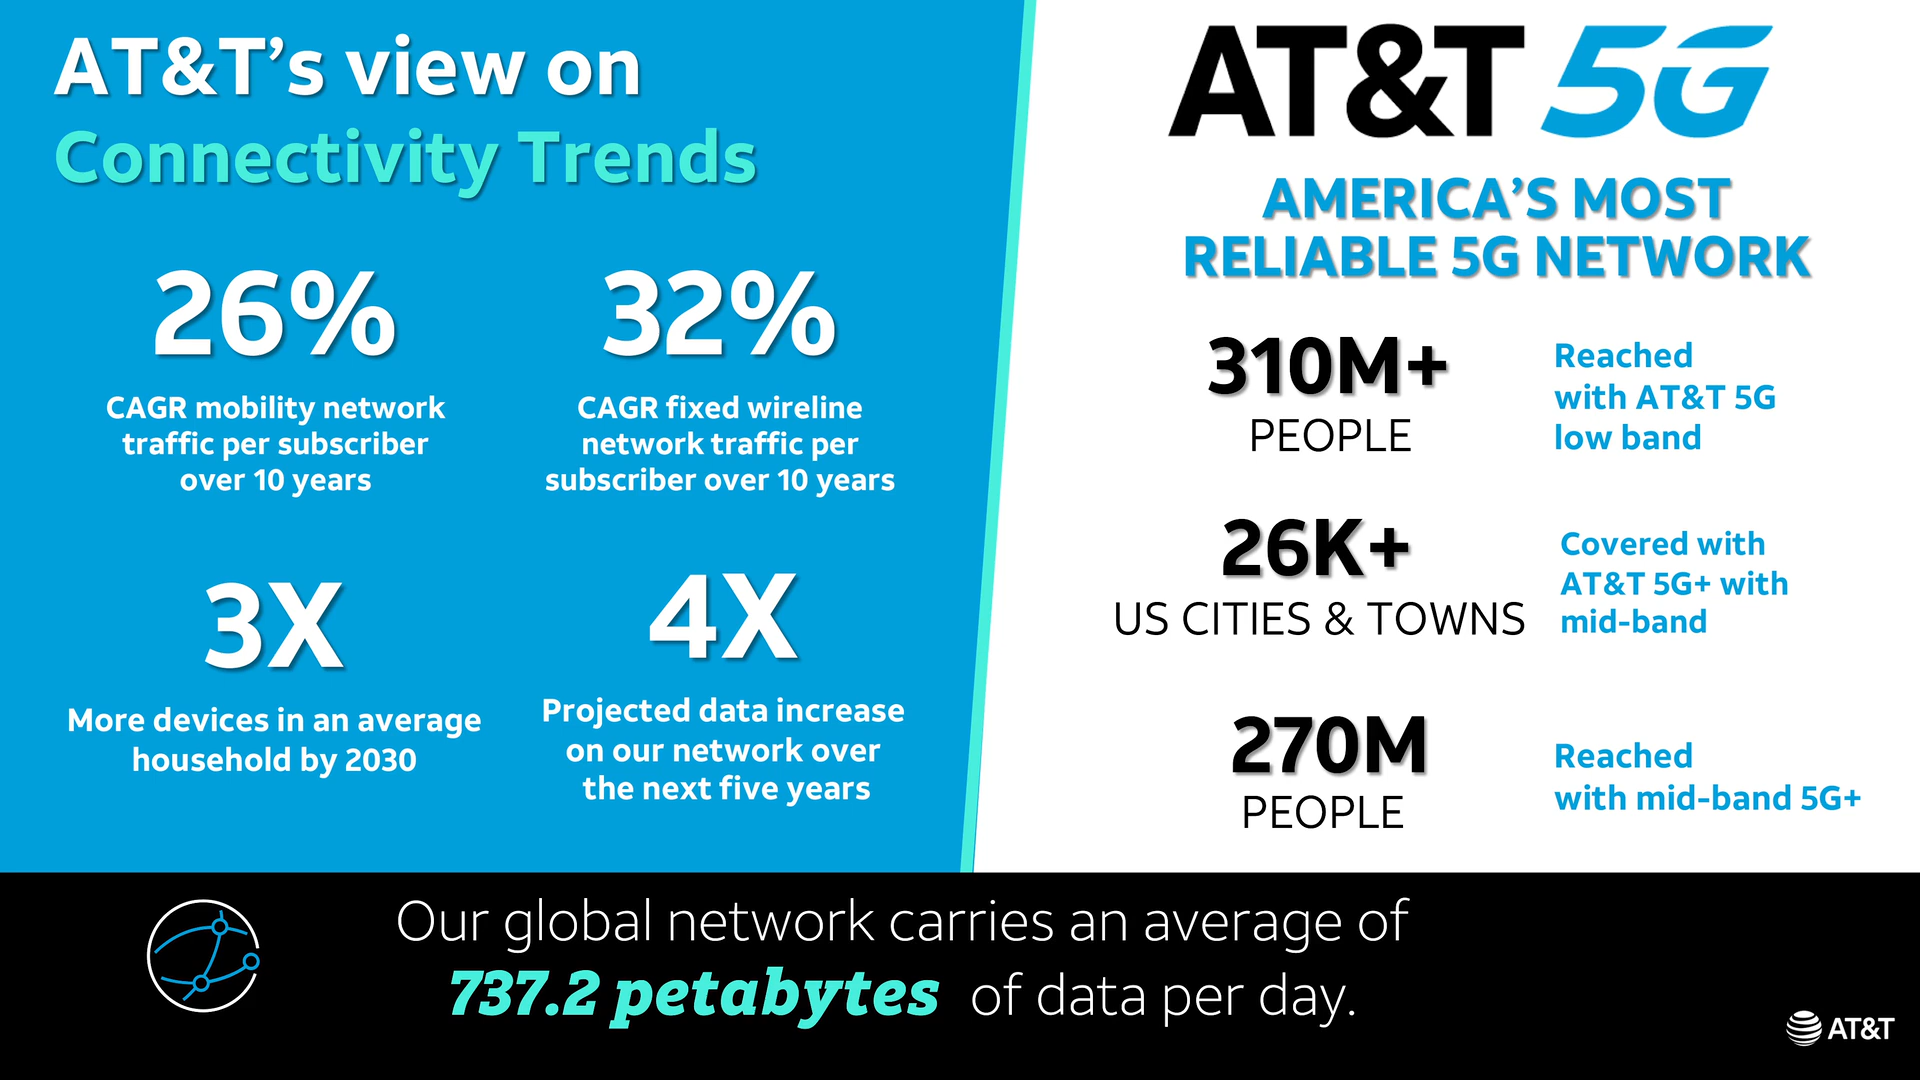 AT&T's view on
Connectivity Trends
26%
CAGR mobility network
traffic per subscriber
over 10 years
32%
CAGR fixed wireline
network traffic per
subscriber over 10 years
3X
More devices in an average
household by 2030
4X
Projected data increase
on our network over
the next five years
AT&T 5G
AMERICA'S MOST
RELIABLE 5G NETWORK
310M+
PEOPLE
Reached
with AT&T 5G
low band
26K+
US CITIES & TOWNS
Covered with
AT&T 5G+ with
mid-band
270M
PEOPLE
Reached
with mid-band 5G+
Our global network carries an average of
737.2 petabytes of data per day.
AT&T